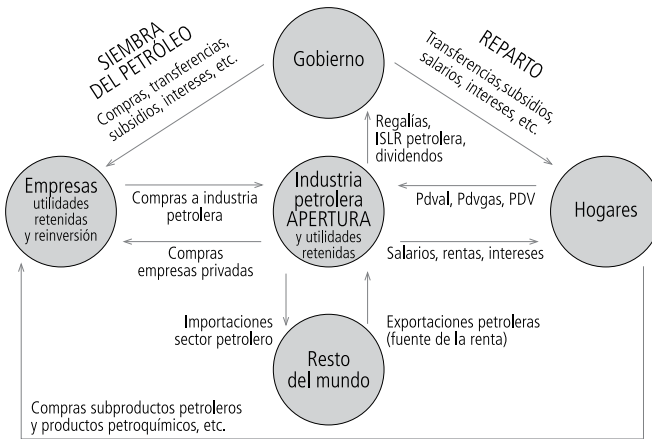 SIEMBRA
DEL PETRÓLEO
Compras, transferencias,
subsidios, intereses, etc.
Gobierno
REPARTO
Transferencias,subsidios,
salarios, intereses, etc.
Regalías,
ISLR petrolera,
dividendos
Empresas
utilidades
retenidas
y reinversión
Compras a industria
petrolera
Compras
empresas privadas
Industria
petrolera
APERTURA
y utilidades
retenidas
Pdval, Pdvgas, PDV
Salarios, rentas, intereses
Hogares
Importaciones
sector petrolero
Exportaciones petroleras
(fuente de la renta)
Resto
del mundo
Compras subproductos petroleros
y productos petroquímicos, etc.